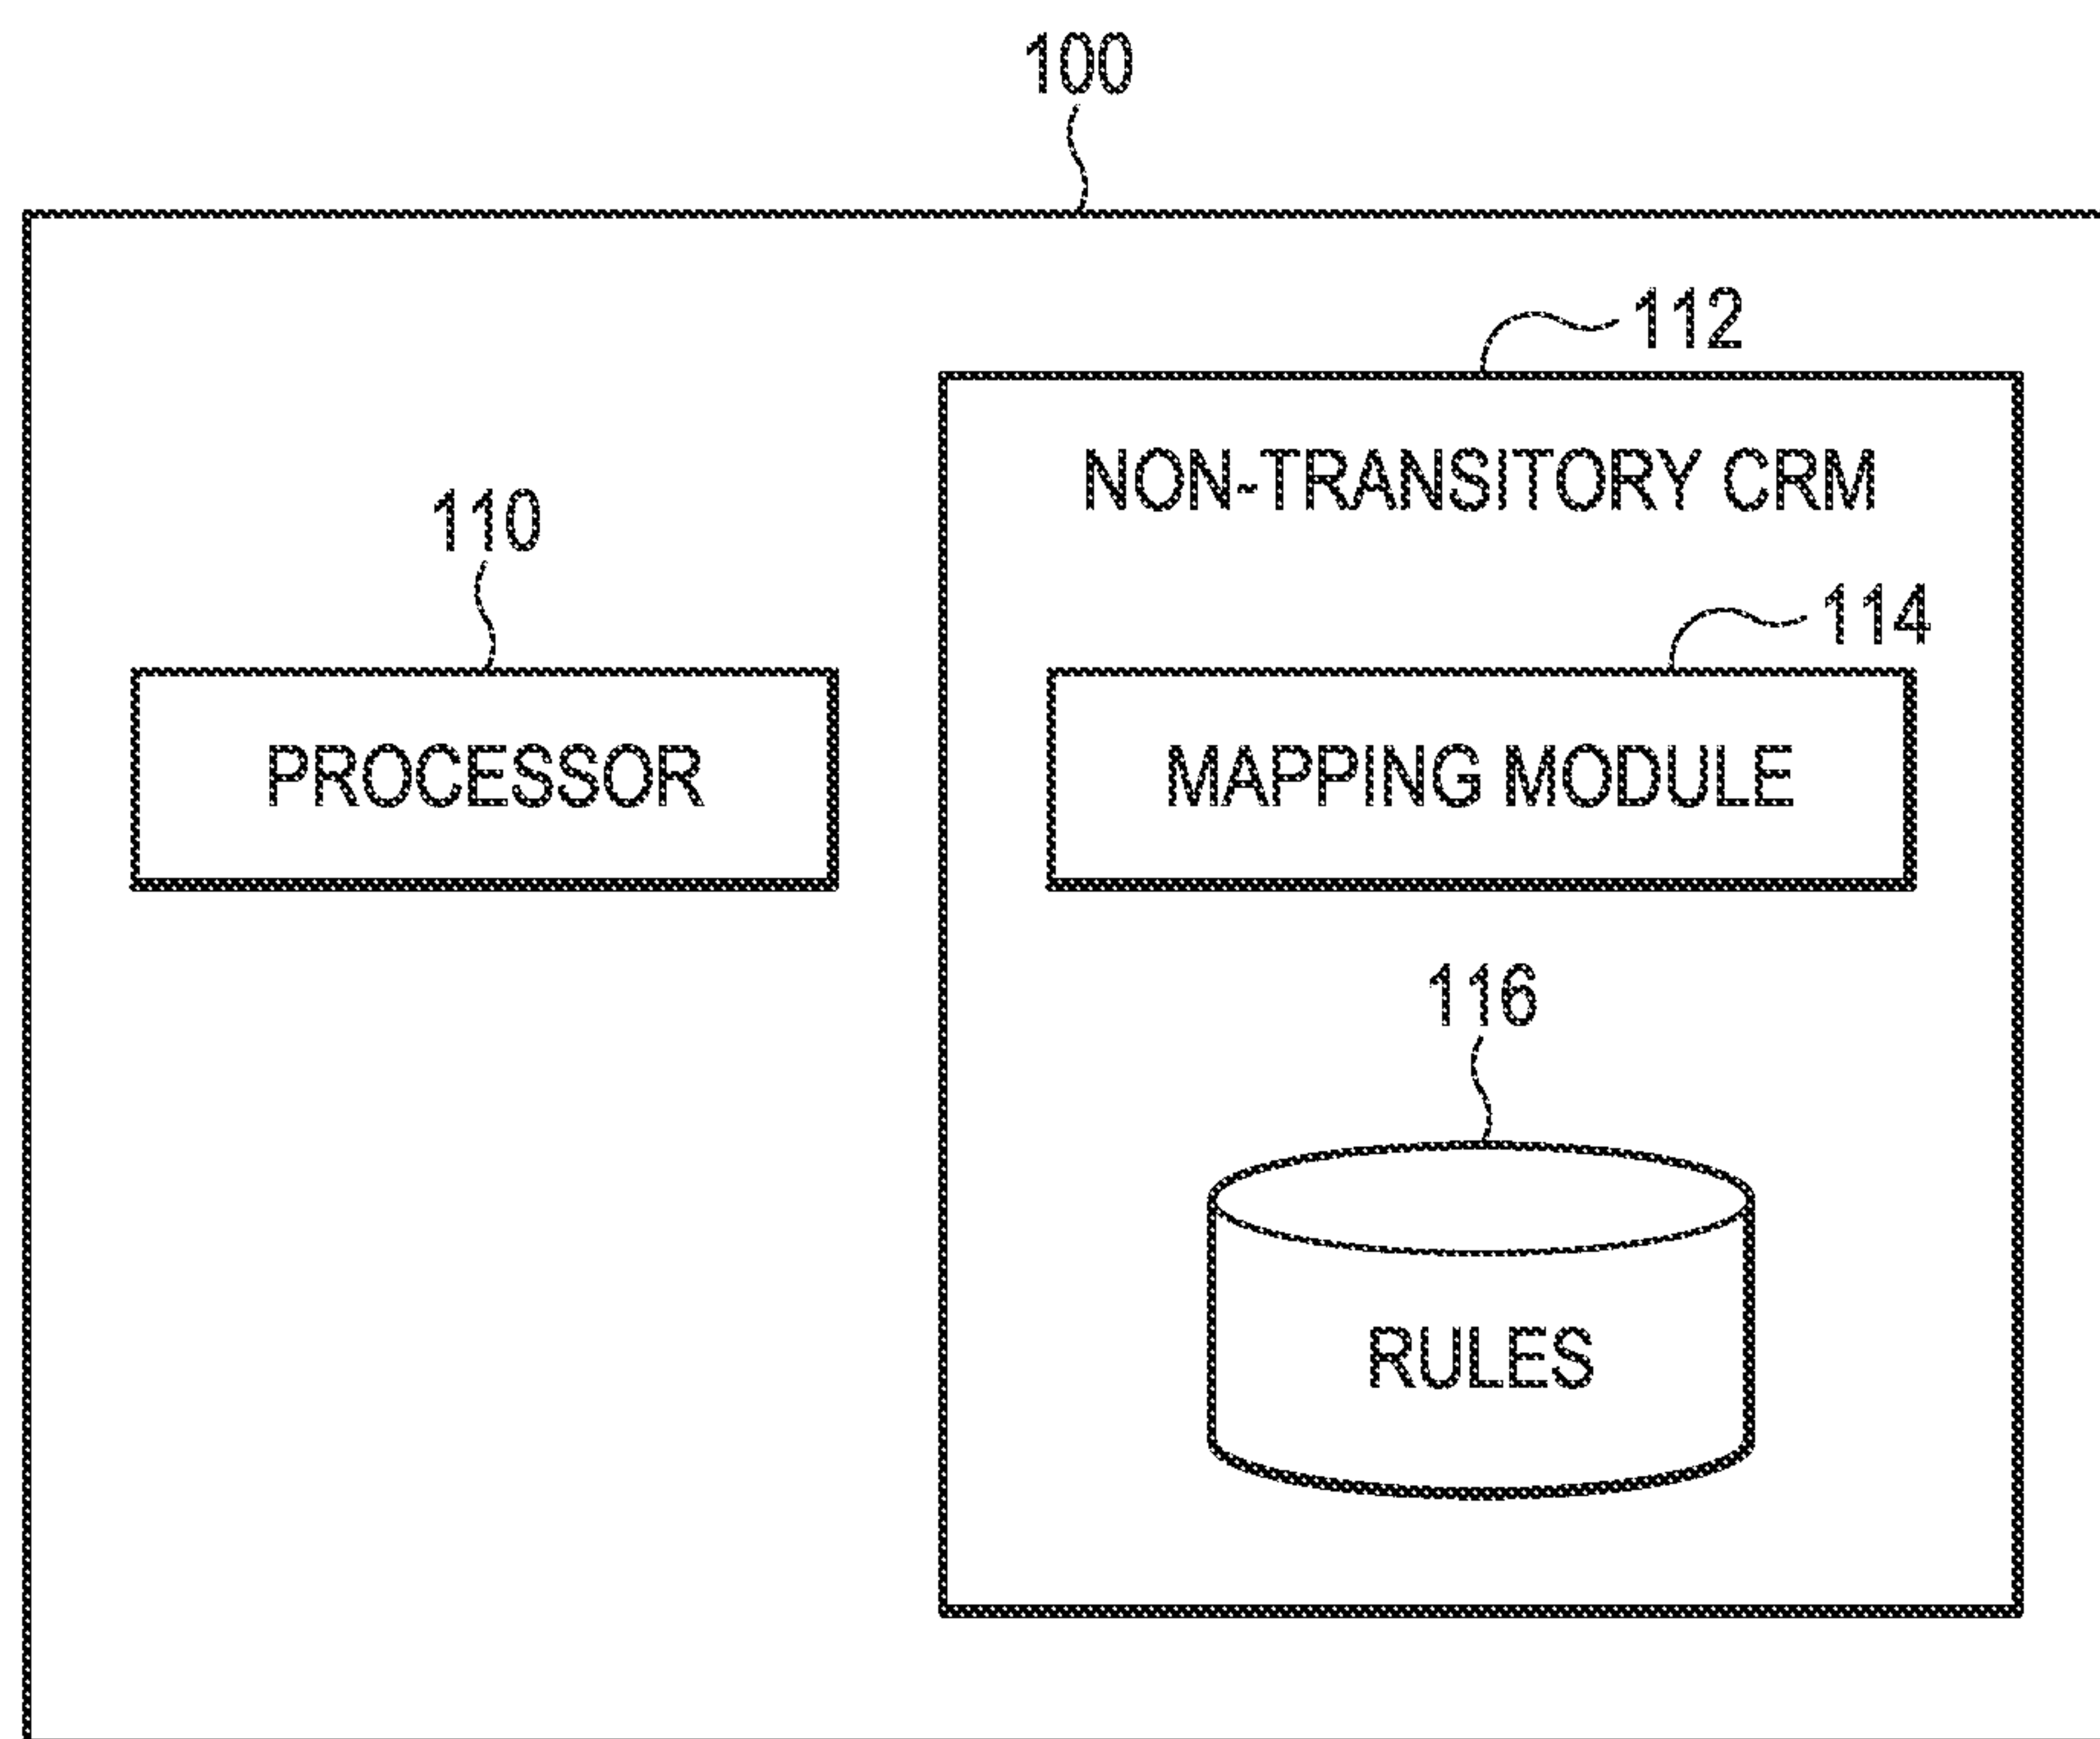 100
112
NON-TRANSITORY CRM
110
114
PROCESSOR
MAPPING MODULE
116
RULES